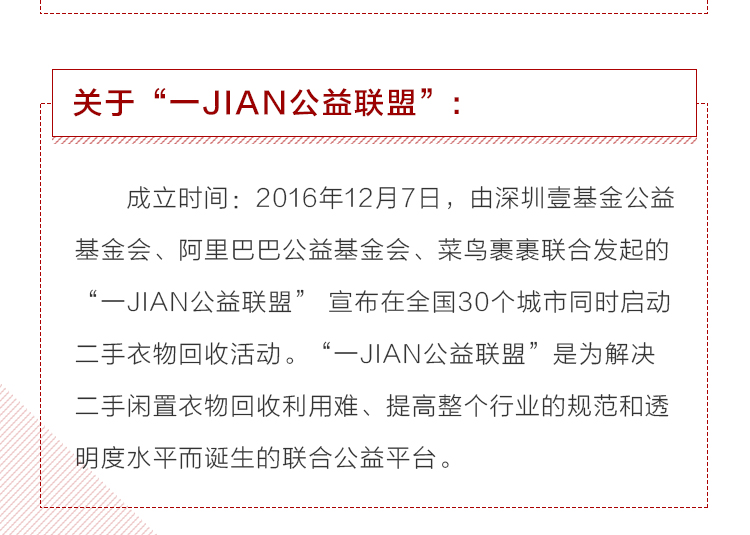 关于“一JIAN公益联盟”:
成立时间：2016年12月7日，由深圳壹基金公益
基金会、阿里巴巴公益基金会、菜鸟裹裹联合发起的
“一JIAN公益联盟” 宣布在全国30个城市同时启动
二手衣物回收活动。“一JIAN公益联盟”是为解决
二手闲置衣物回收利用难、提高整个行业的规范和透
明度水平而诞生的联合公益平台。